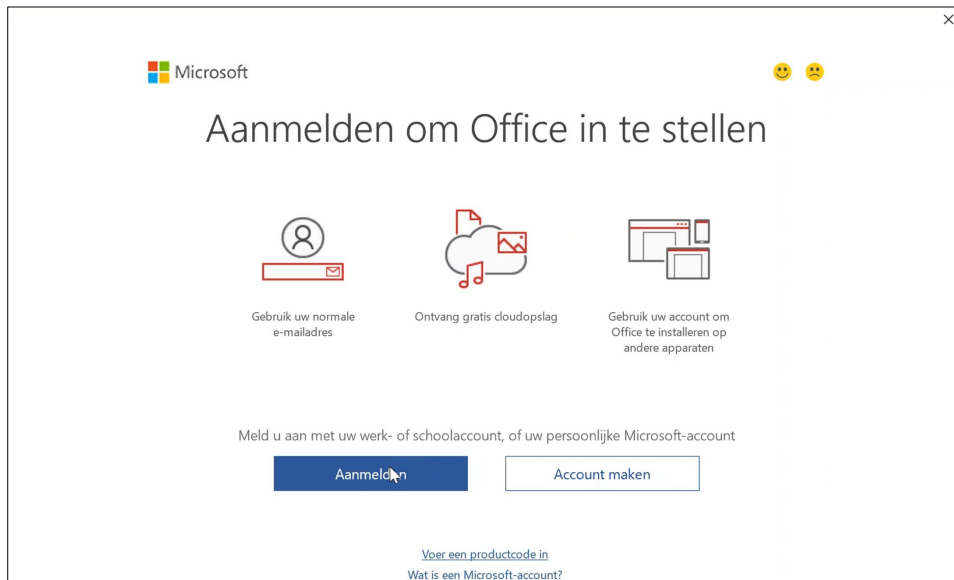 Microsoft
Aanmelden om Office in te stellen
Gebruik uw normale
e-mailadres
Ontvang gratis cloudopslag
Gebruik uw account om
Office te installeren op
andere apparaten
Meld u aan met uw werk- of schoolaccount, of uw persoonlijke Microsoft-account
Aanmelden
Account maken
Voer een productcode in
Wat is een Microsoft-account?